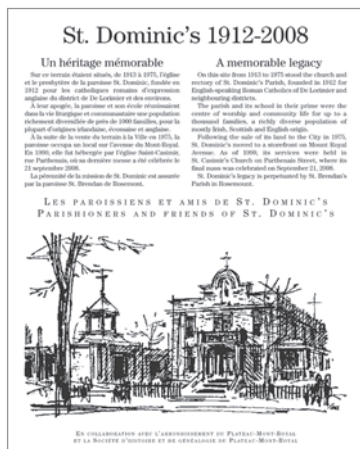 St. Dominic's 1912-2008
Un héritage mémorable
Sur ce terrain étaient situés, de 1913 à 1975, l'église
et le presbytère de la paroisse St. Dominic, fondée en
1912 pour les catholiques romains d'expression
anglaise du district de De Lorimier et des environs.
À leur apogée, la paroisse et son école réunissaient
dans la vie liturgique et communautaire une population
richement diversifiée de près de 1000 familles, pour la
plupart d'origines irlandaise, écossaise et anglaise.
À la suite de la vente du terrain à la Ville en 1975, la
paroisse occupa un local sur l'avenue du Mont-Royal.
En 1990, elle fut hébergée par l'église Saint-Casimir,
rue Parthenais, où sa dernière messe a été célébrée le
21 septembre 2008.
La pérennité de la mission de St. Dominic est assurée
par la paroisse St. Brendan de Rosemont.
A memorable legacy
On this site from 1913 to 1975 stood the church and
rectory of St. Dominic's Parish, founded in 1912 for
English-speaking Roman Catholics of De Lorimier and
neighbouring districts.
The parish and its school in their prime were the
center of worship and community life for up to a
thousand families, a richly diverse population of
mostly Irish, Scottish and English origin.
Following the sale of its land to the City in 1975,
St. Dominic's moved to a storefront on Mount Royal
Avenue. As of 1990, its services were held in
St. Casimir's Church on Parthenais Street, where its
final mass was celebrated on September 21, 2008.
St. Dominic's legacy is perpetuated by St. Brendan's
Parish in Rosemont.
Les paroissiens et amis de St. Dominic's
Parishioners and friends of St. Dominic's
En collaboration avec l'arrondissement du Plateau-Mont-Royal
et la Société d'histoire et de généalogie du Plateau-Mont-Royal